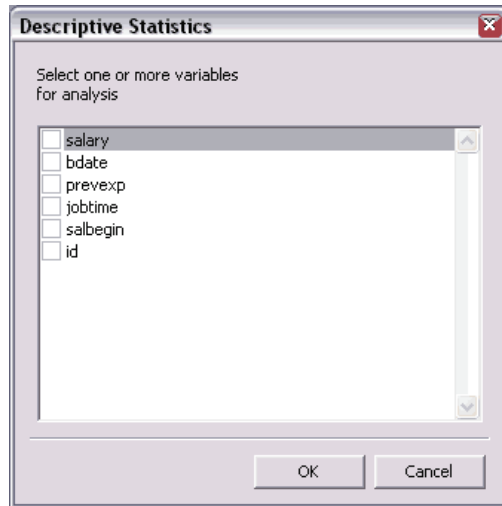 Descriptive Statistics
Select one or more variables
for analysis
salary
bdate
prevexp
jobtime
salbegin
id
OK
Cancel